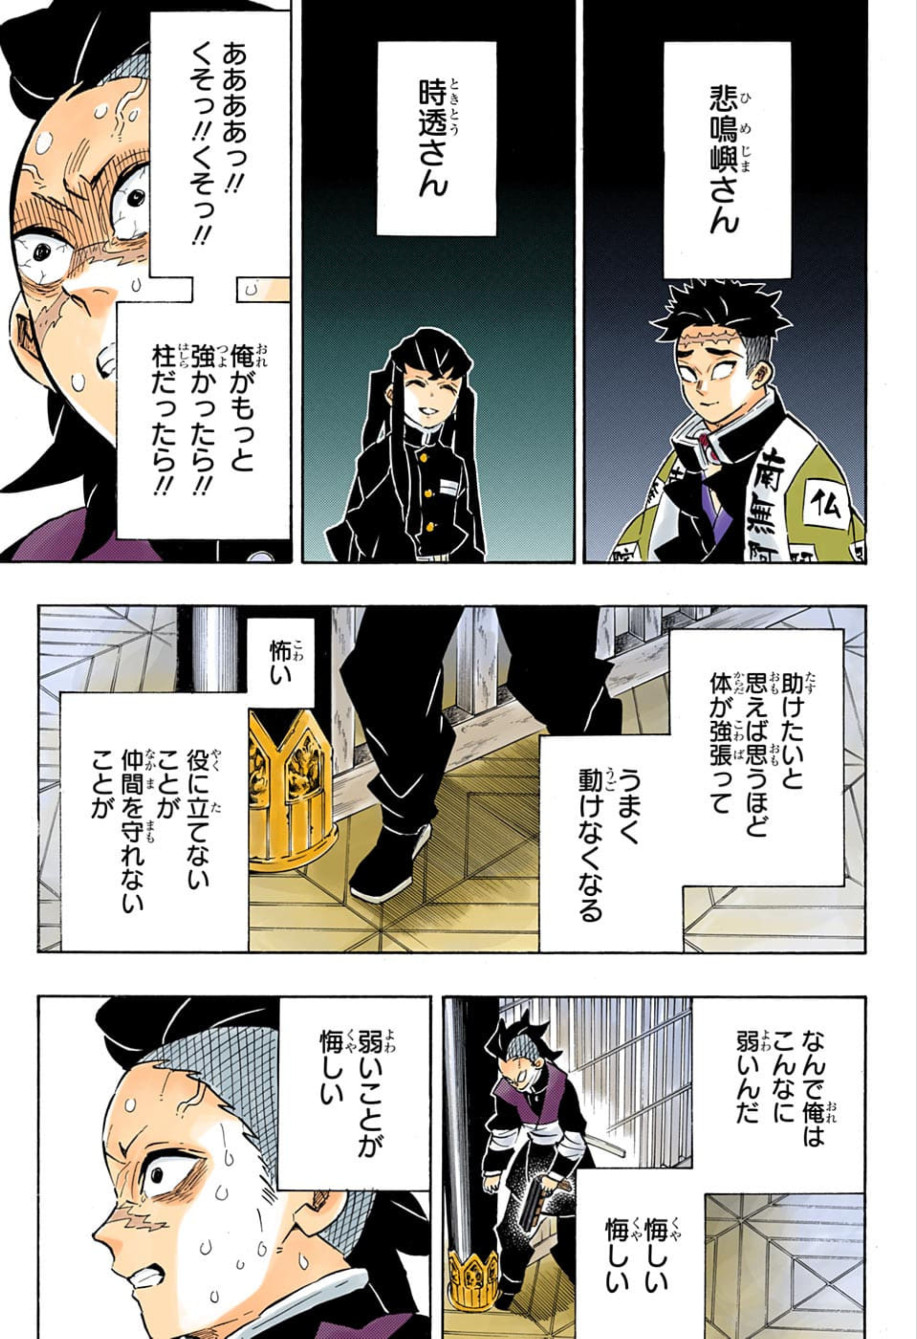 悲鳴嶼さん
南無阿
仏
時透さん
ああああっ!!
くそっ!!くそっ!!
俺がもっと
強かったら!!
柱だったら!!
助けたいと
思えば思うほど
体が強張って
うまく
動けなくなる
怖い
役に立てない
ことが
仲間を守れない
ことが
なんで俺は
こんなに
弱いんだ
悔しい
悔しい
弱いことが
悔しい